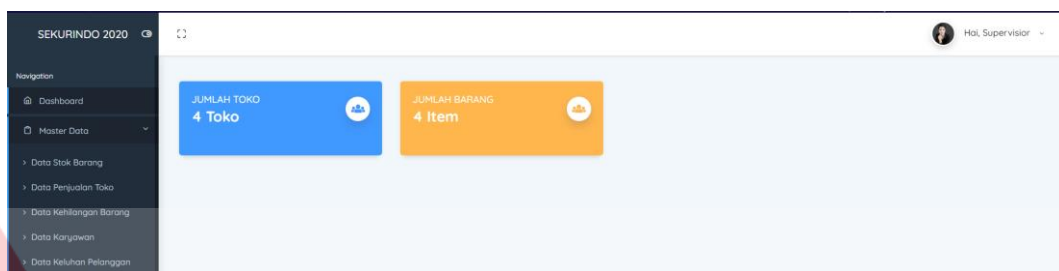 SEKURINDO 2020
Hai, Supervisior
Navigation
Dashboard
Master Data
Data Stok Barang
Data Penjualan Toko
Data Kehilangan Barang
Data Karyawan
Data Keluhan Pelanggan
JUMLAH TOKO
4 Toko
JUMLAH BARANG
4 Item